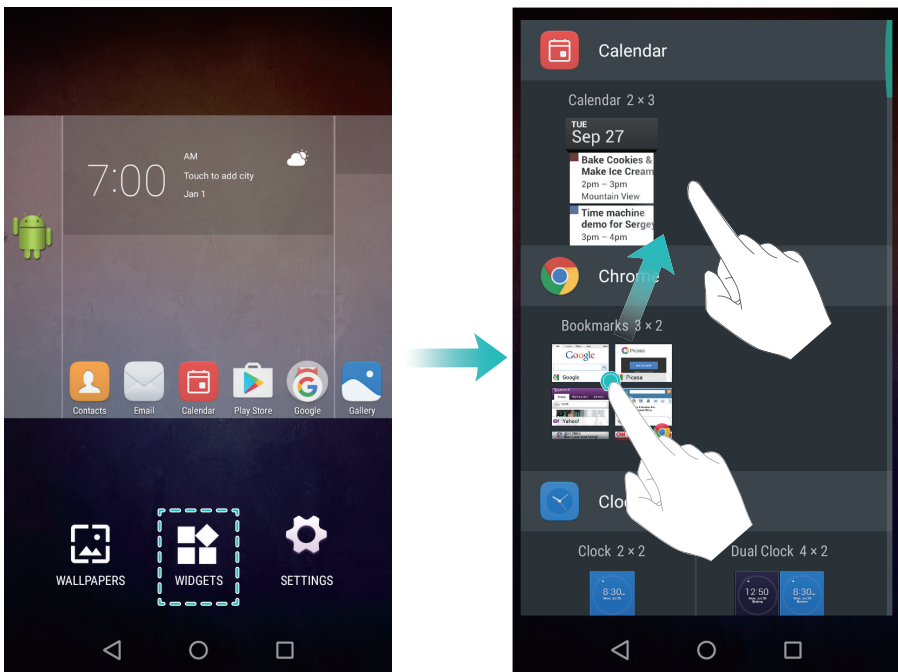 7:00
AM
Touch to add city
Jan 1
Contacts
Email
Calendar
Play Store
Google
Gallery
WALLPAPERS
WIDGETS
SETTINGS
Calendar
Calendar 2 × 3
TUE
Sep 27
Bake Cookies &
Make Ice Cream
2pm – 3pm
Mountain View
Time machine
demo for Sergey
3pm – 4pm
Chrome
Bookmarks 3 × 2
Google
Picasa
Google
Picasa
Yahoo!
Clo
Clock 2 × 2
Dual Clock 4 × 2
8:30
12:50
8:30